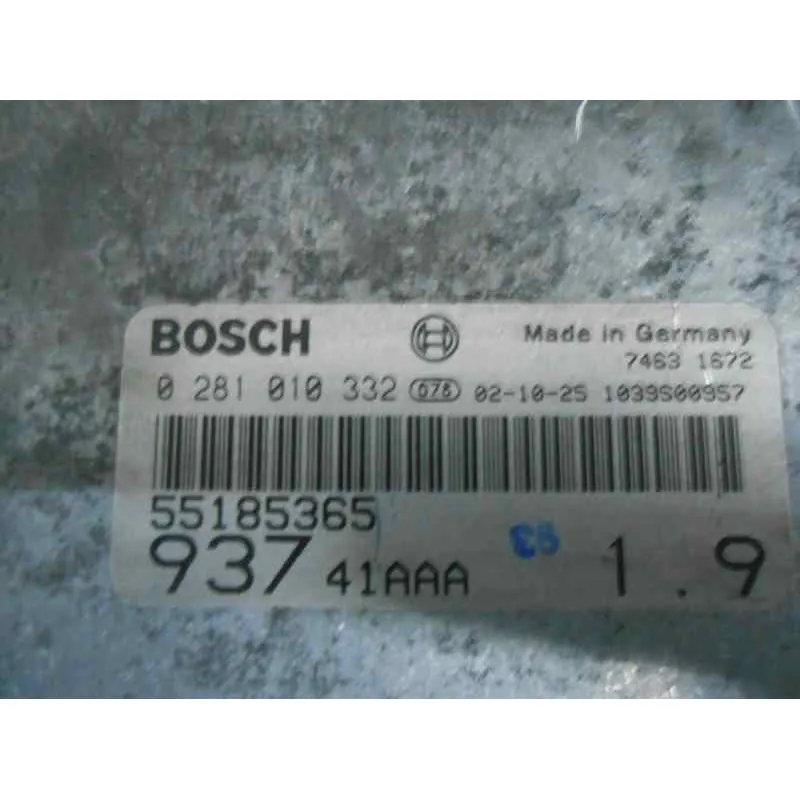 BOSCH Made in Germany
7463 1672
0 281 010 332 076 02-10-25 1039S00957
55185365
937 41AAA 1.9